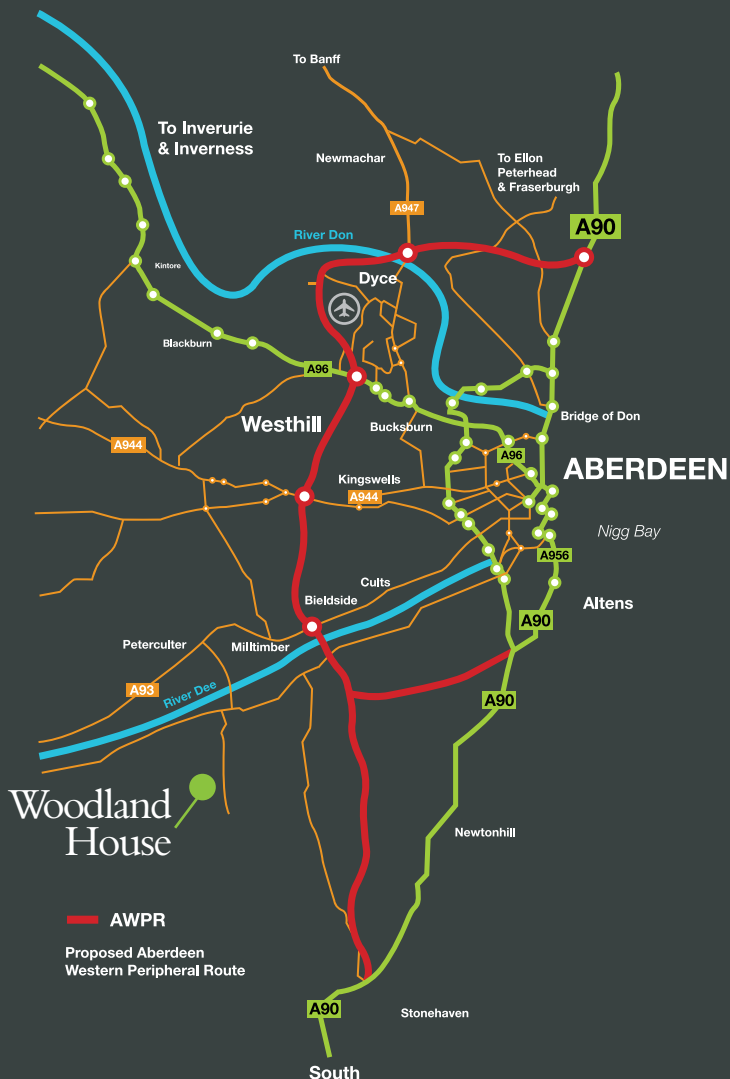 To Banff
To Inverurie
& Inverness
Newmachar
To Ellon
Peterhead
& Fraserburgh
A947
A90
River Don
Kintore
Dyce
Blackburn
A96
Westhill
Bucksburn
Bridge of Don
A944
A96
ABERDEEN
Kingswells
A944
Nigg Bay
A956
Cults
Bieldside
Altens
A90
Peterculter
Milltimber
A93
River Dee
A90
Woodland
House
Newtonhill
AWPR
Proposed Aberdeen
Western Peripheral Route
A90
Stonehaven
South